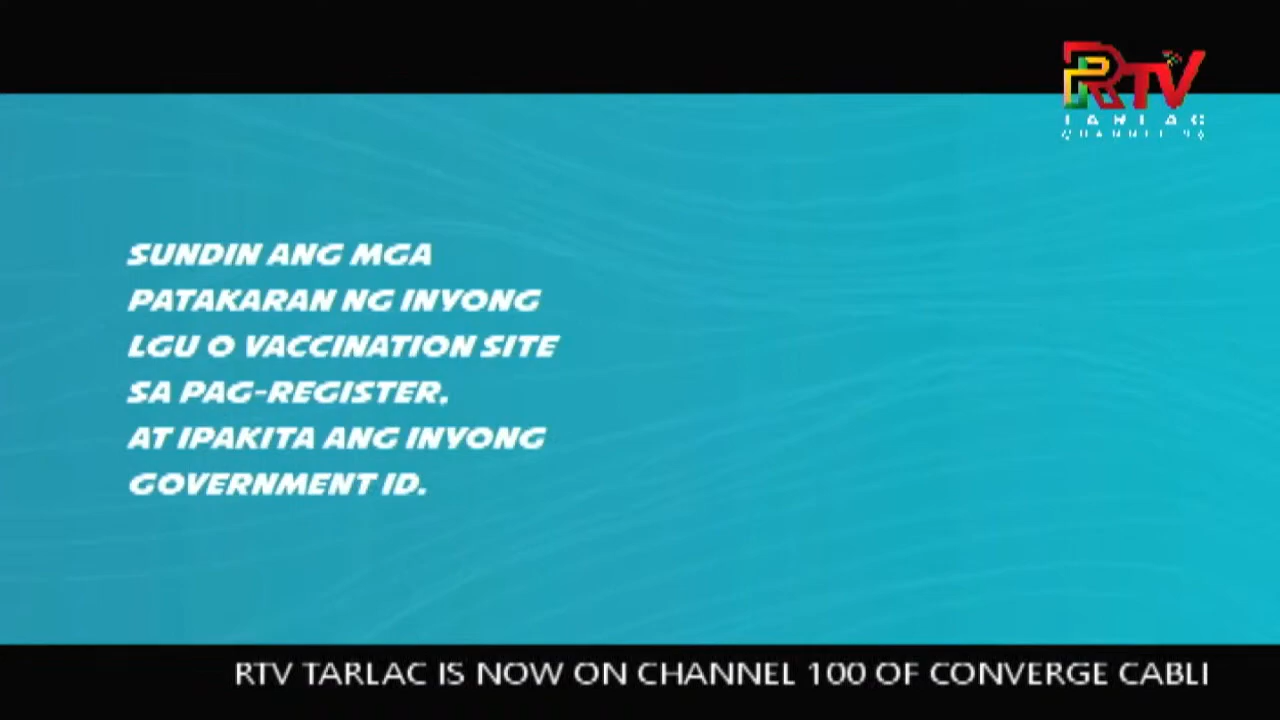 RTV
TARLAC
SUNDIN ANG MGA
PATAKARAN NG INYONG
LGU O VACCINATION SITE
SA PAG-REGISTER.
AT IPAKITA ANG INYONG
GOVERNMENT ID.
RTV TARLAC IS NOW ON CHANNEL 100 OF CONVERGE CABL